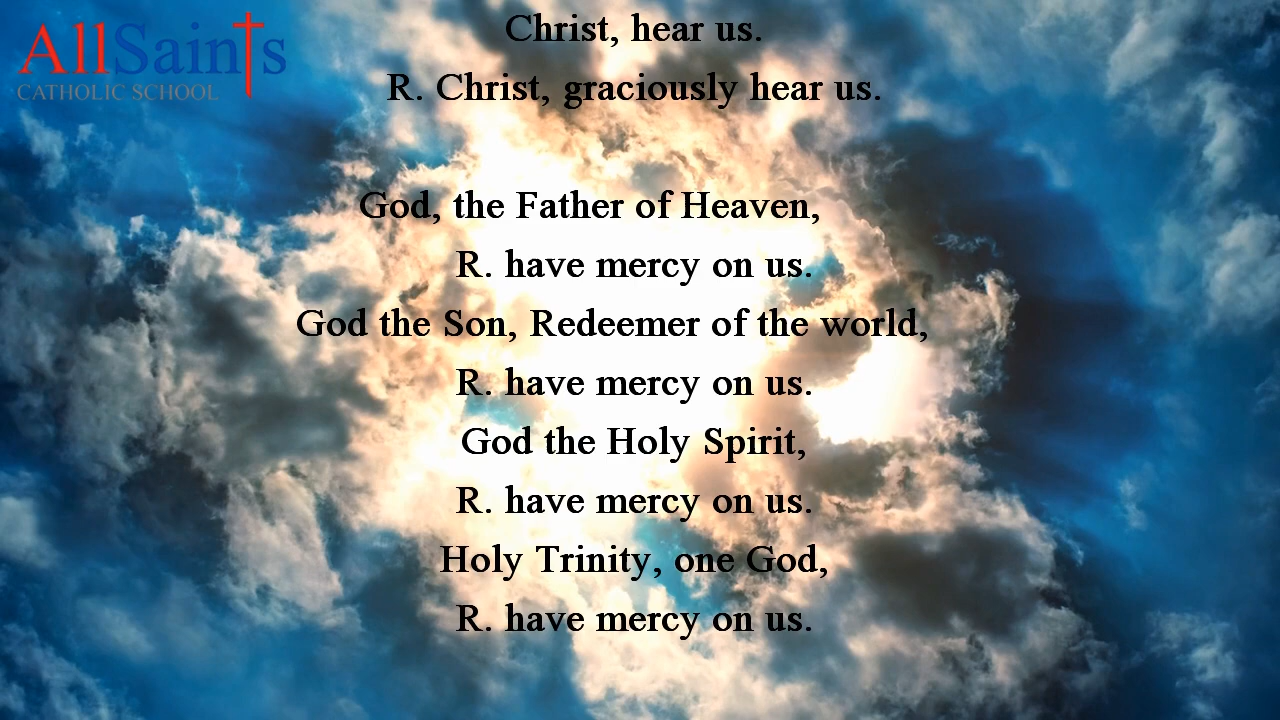 AllSaints
CATHOLIC SCHOOL
Christ, hear us.
R. Christ, graciously hear us.
God, the Father of Heaven,
R. have mercy on us.
God the Son, Redeemer of the world,
R. have mercy on us.
God the Holy Spirit,
R. have mercy on us.
Holy Trinity, one God,
R. have mercy on us.